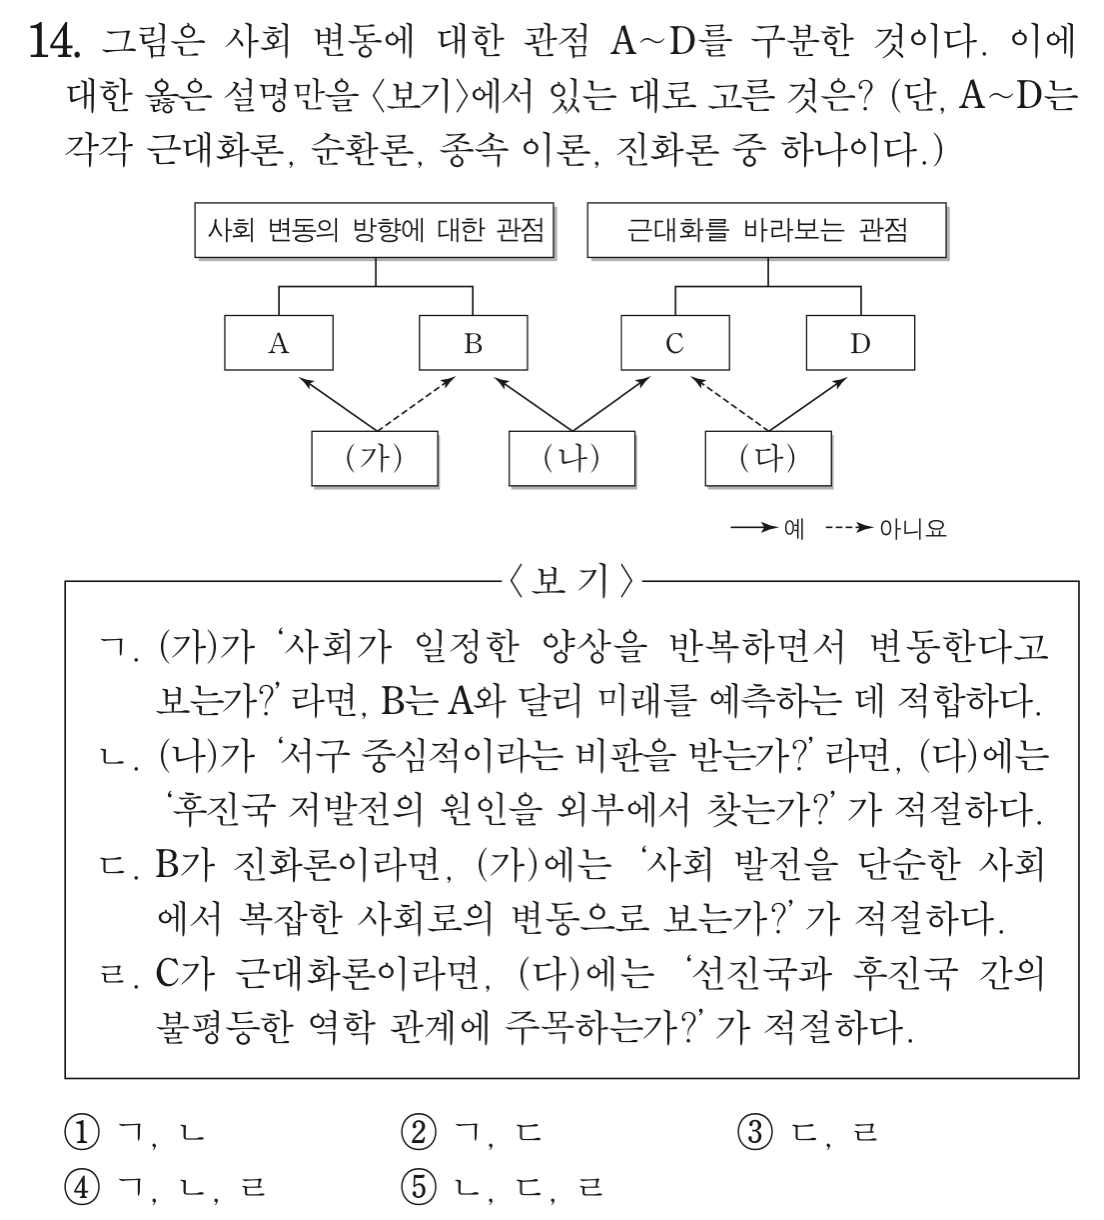 14. 그림은 사회 변동에 대한 관점 A~D를 구분한 것이다. 이에
대한 옳은 설명만을 〈보기〉에서 있는 대로 고른 것은? (단, A~D는
각각 근대화론, 순환론, 종속 이론, 진화론 중 하나이다.)
사회 변동의 방향에 대한 관점 근대화를 바라보는 관점
A B C D
(가) (나) (다)
예 아니요
〈보 기〉
ㄱ. (가)가 ‘사회가 일정한 양상을 반복하면서 변동한다고
보는가?’ 라면, B는 A와 달리 미래를 예측하는 데 적합하다.
ㄴ. (나)가 ‘서구 중심적이라는 비판을 받는가?’ 라면, (다)에는
‘후진국 저발전의 원인을 외부에서 찾는가?’ 가 적절하다.
ㄷ. B가 진화론이라면, (가)에는 ‘사회 발전을 단순한 사회
에서 복잡한 사회로의 변동으로 보는가?’ 가 적절하다.
ㄹ. C가 근대화론이라면, (다)에는 ‘선진국과 후진국 간의
불평등한 역학 관계에 주목하는가?’ 가 적절하다.
① ㄱ, ㄴ ② ㄱ, ㄷ ③ ㄷ, ㄹ
④ ㄱ, ㄴ, ㄹ ⑤ ㄴ, ㄷ, ㄹ